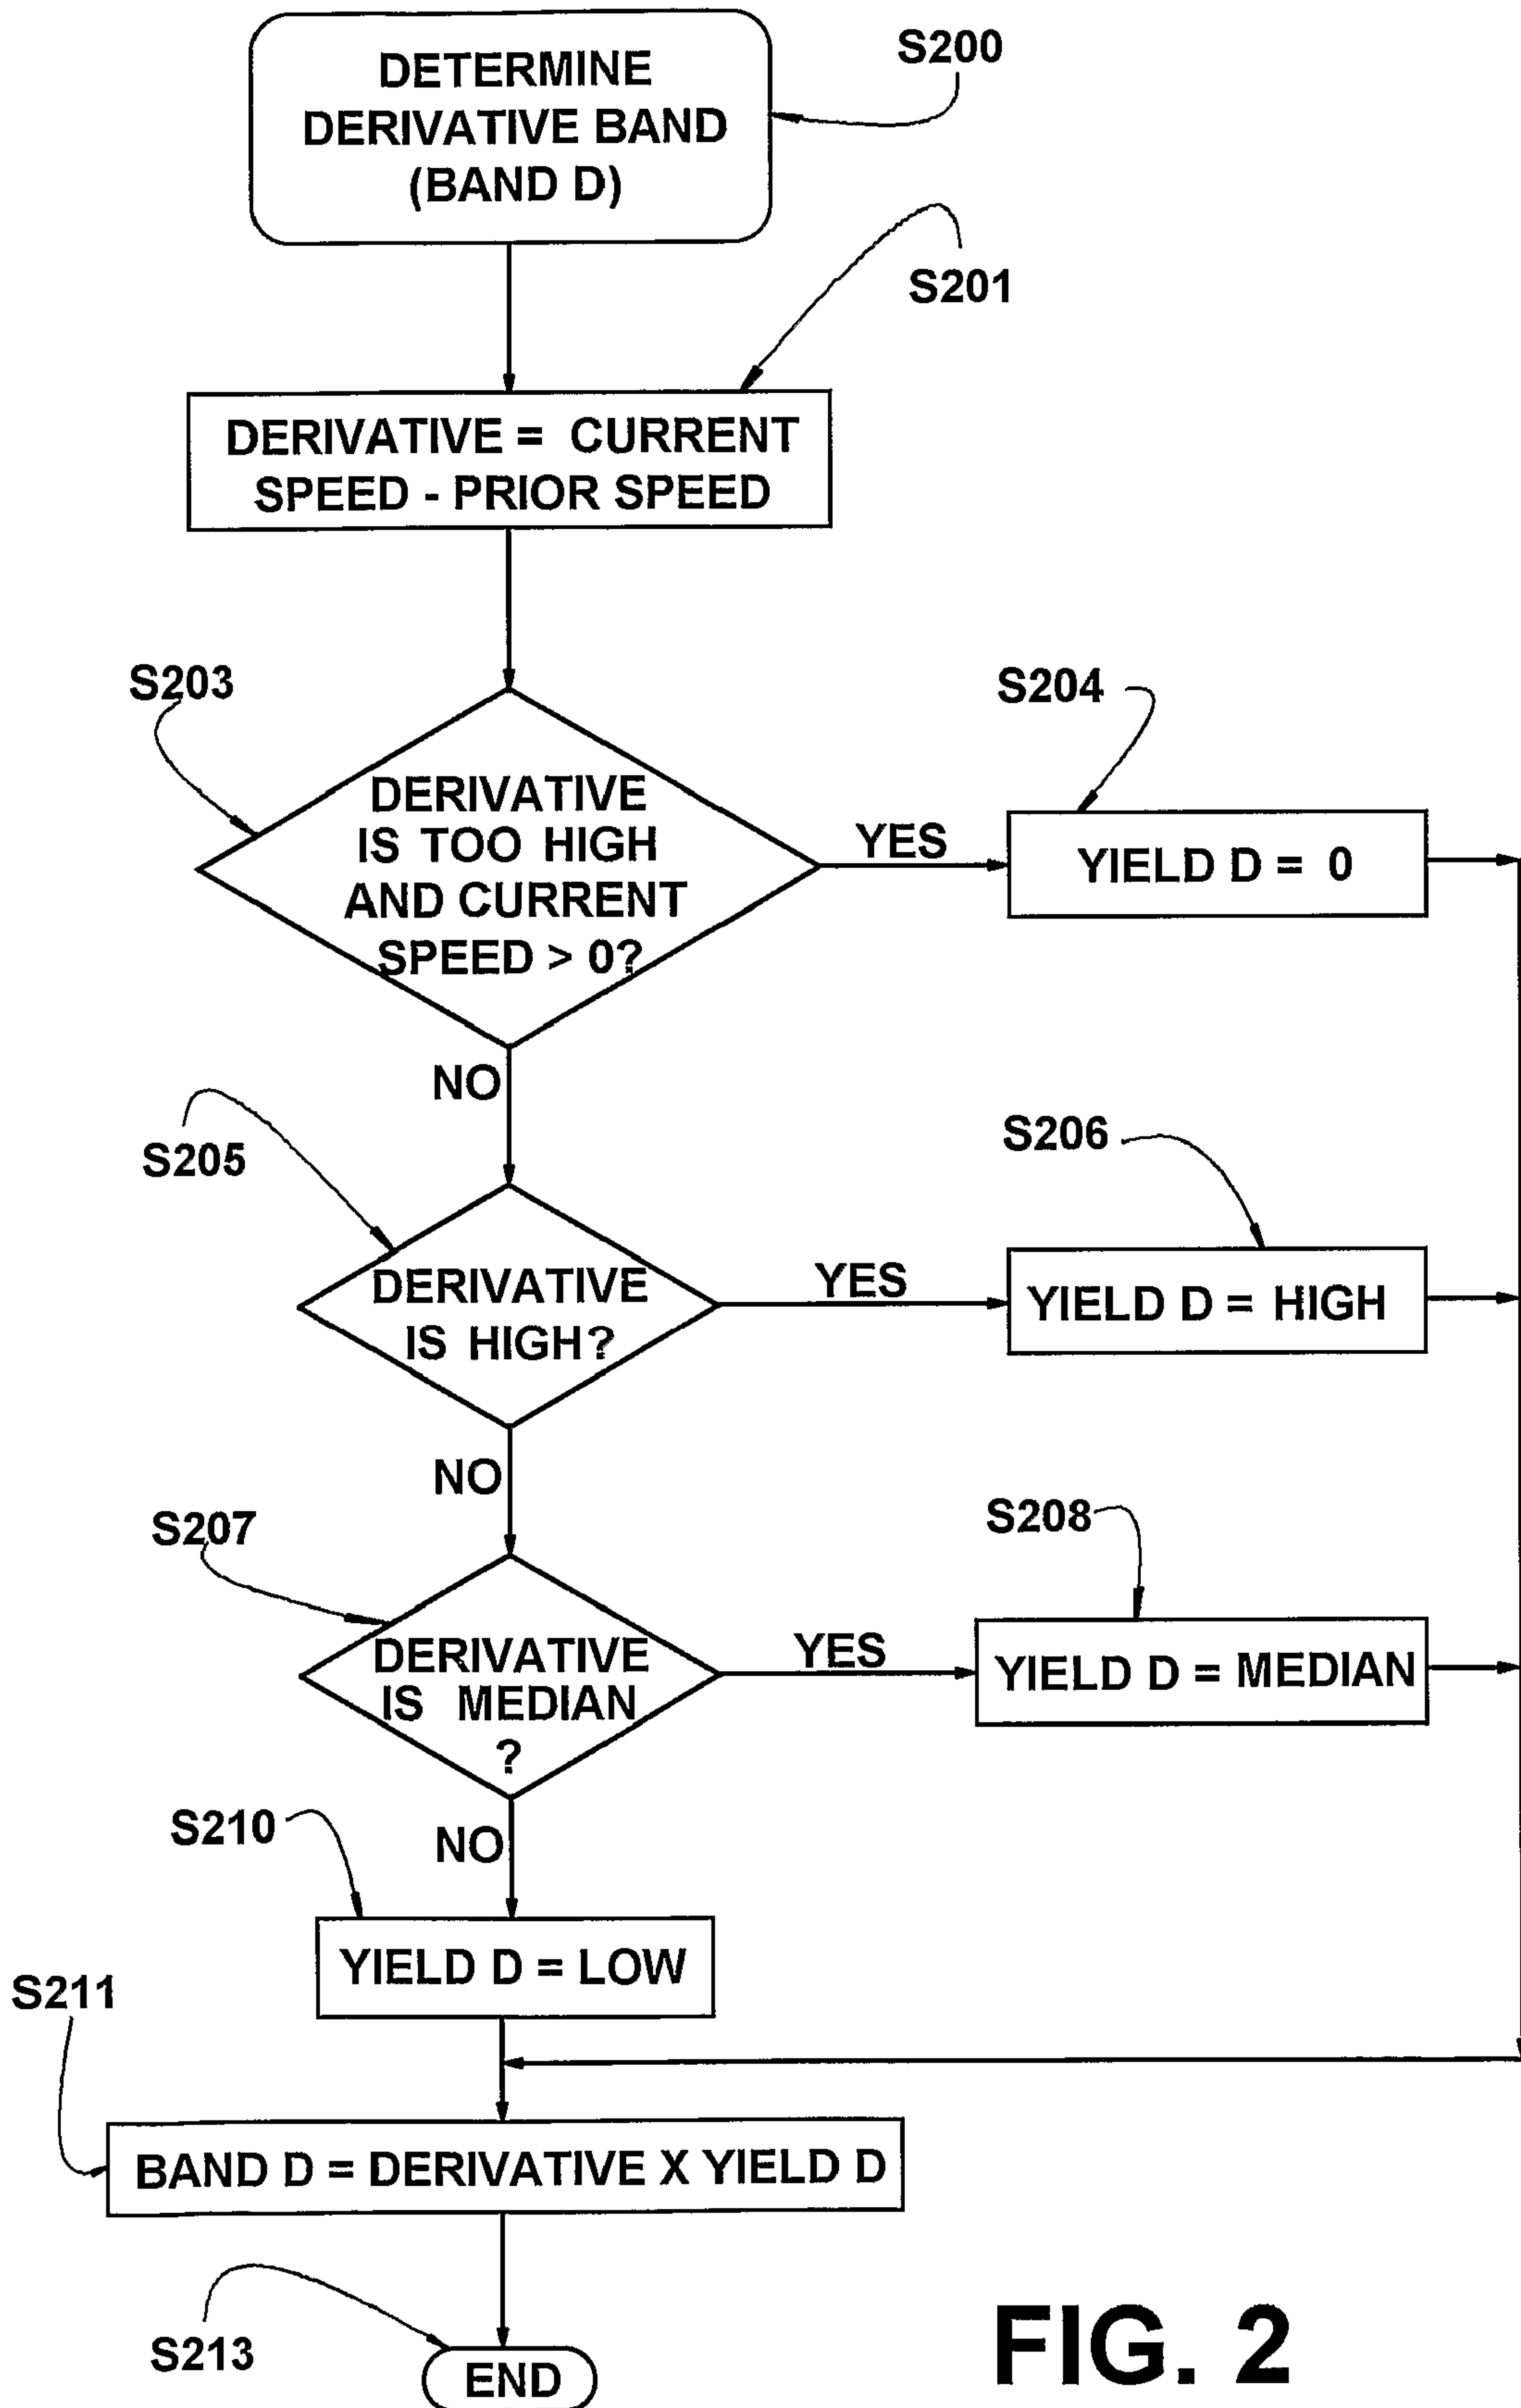 DETERMINE
DERIVATIVE BAND
(BAND D)
S200
S201
DERIVATIVE = CURRENT
SPEED - PRIOR SPEED
S203
DERIVATIVE
IS TOO HIGH
AND CURRENT
SPEED > 0?
YES
S204
YIELD D = 0
NO
S205
DERIVATIVE
IS HIGH?
YES
S206
YIELD D = HIGH
NO
S207
DERIVATIVE
IS MEDIAN
?
YES
S208
YIELD D = MEDIAN
NO
S210
YIELD D = LOW
S211
BAND D = DERIVATIVE X YIELD D
S213
END
FIG. 2